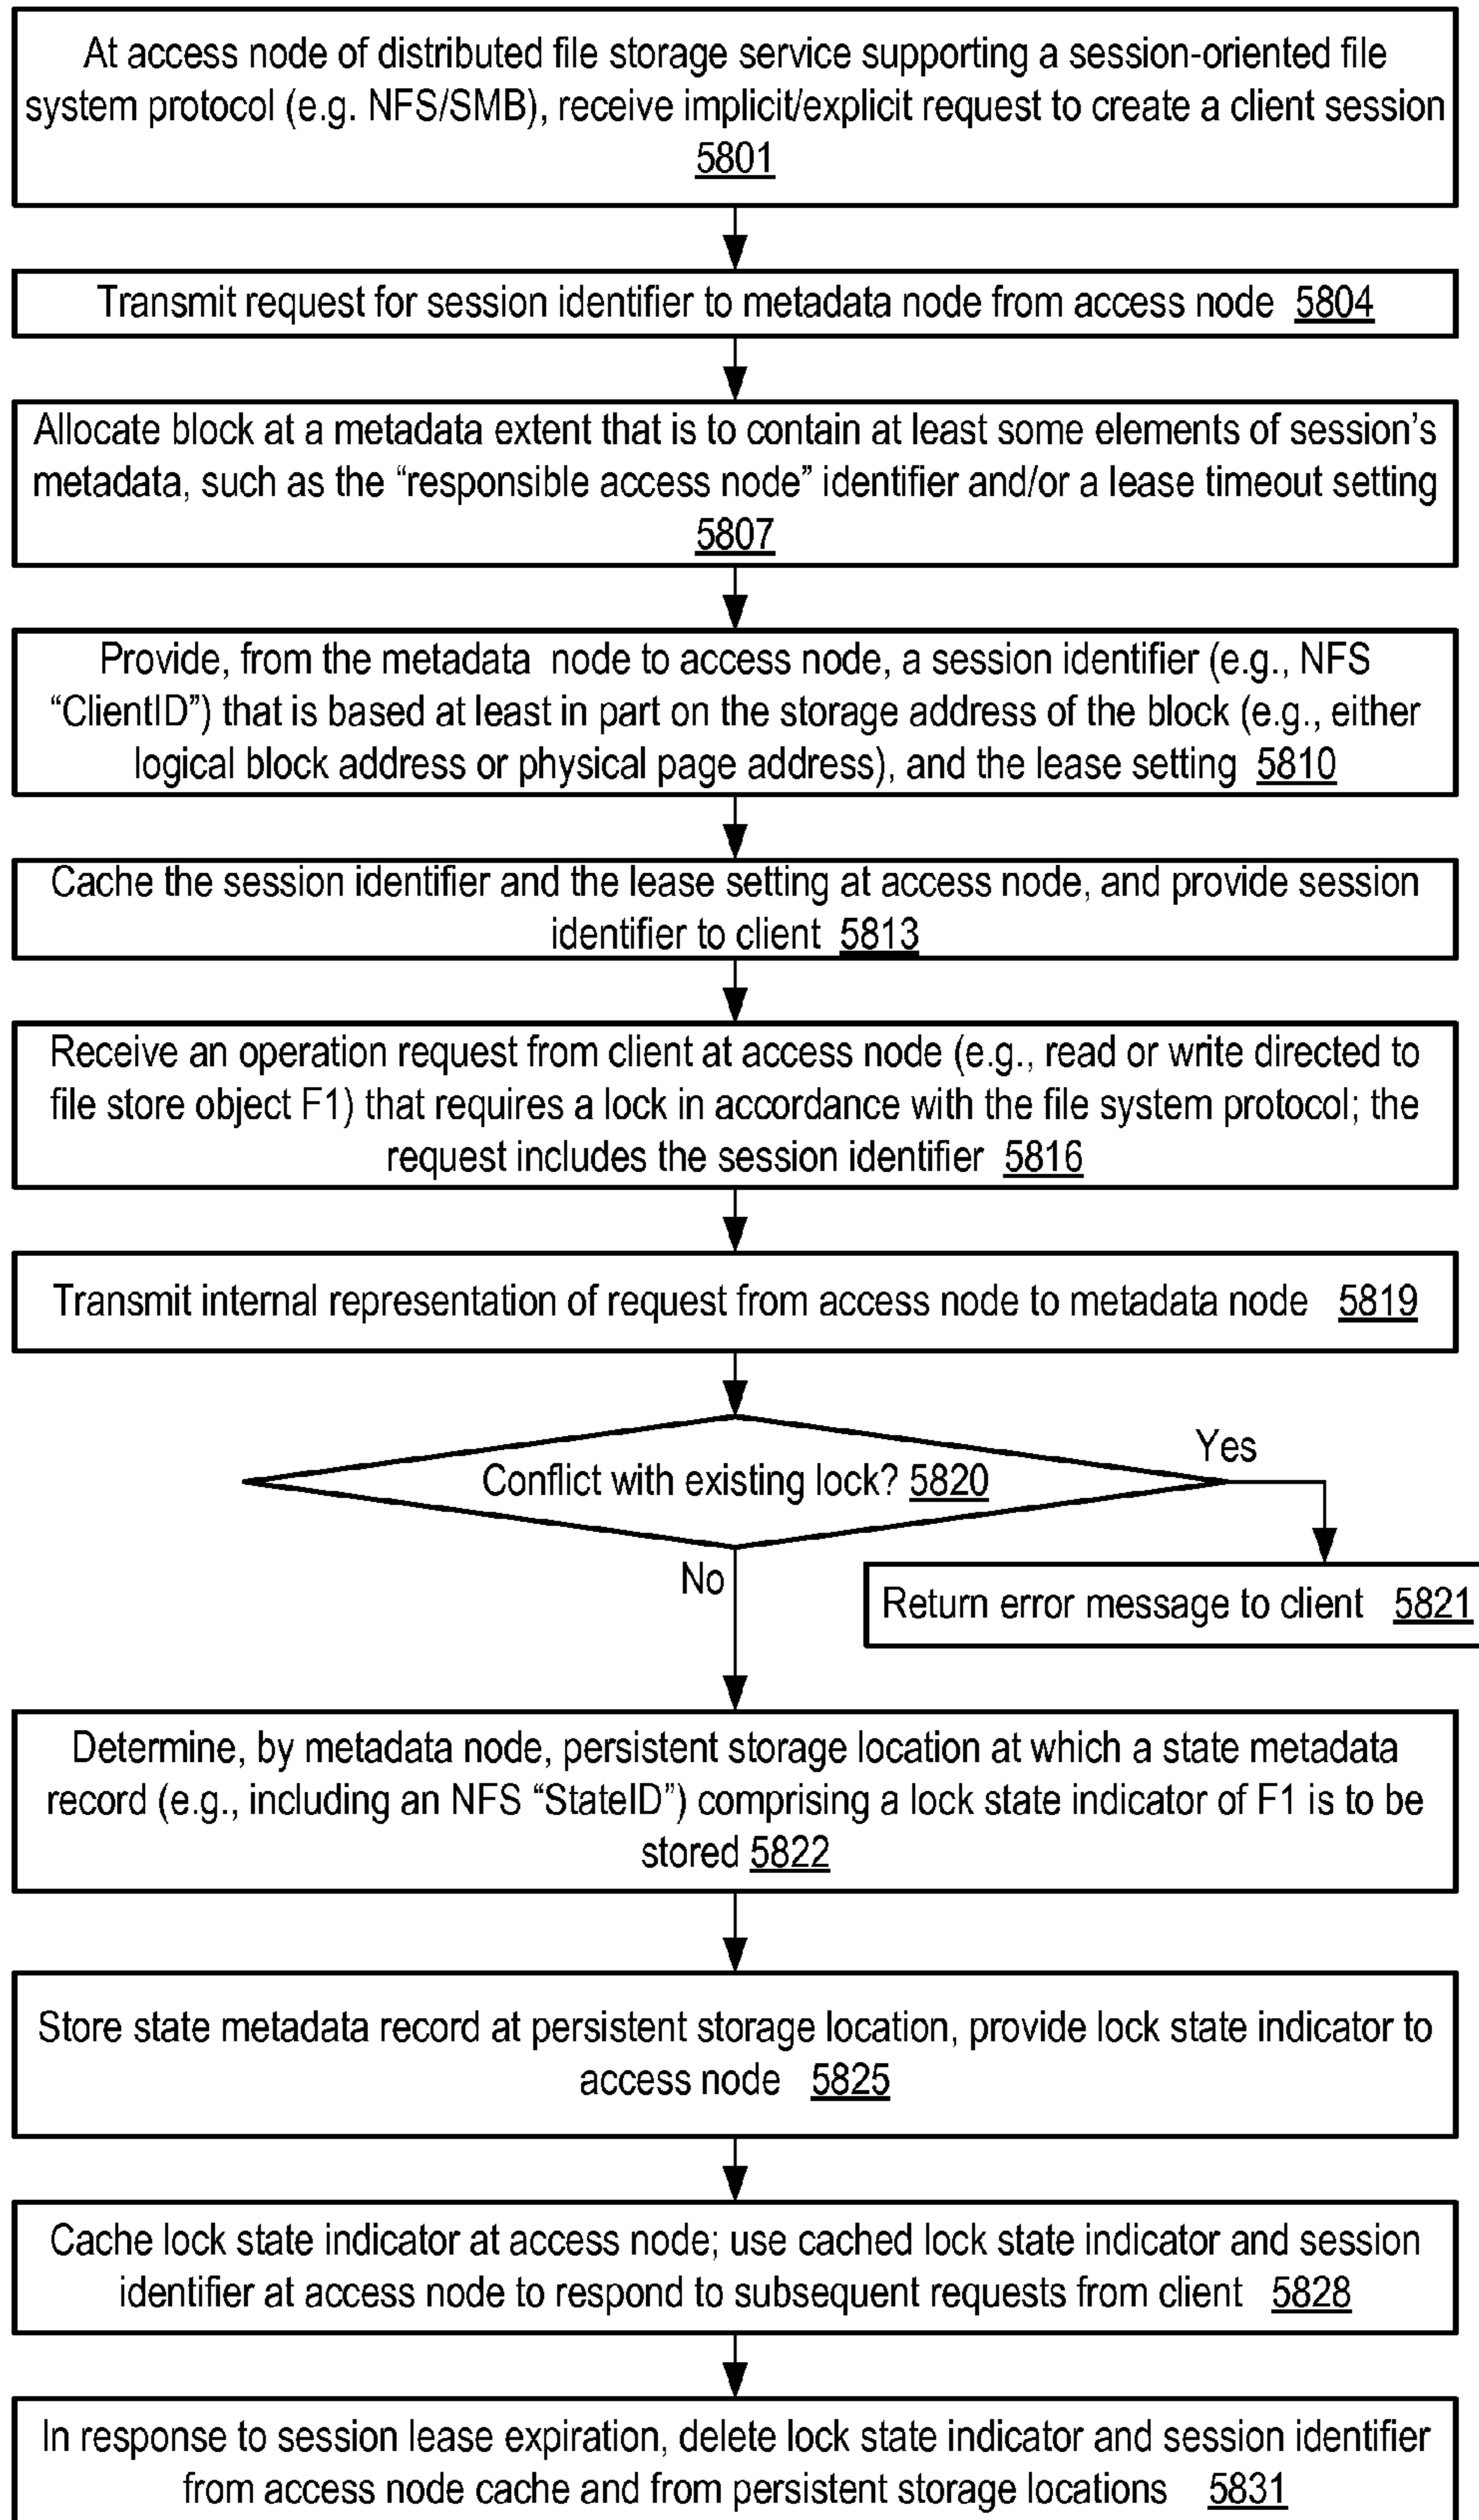 At access node of distributed file storage service supporting a session-oriented file
system protocol (e.g. NFS/SMB), receive implicit/explicit request to create a client session
5801
Transmit request for session identifier to metadata node from access node 5804
Allocate block at a metadata extent that is to contain at least some elements of session's
metadata, such as the “responsible access node” identifier and/or a lease timeout setting
5807
Provide, from the metadata node to access node, a session identifier (e.g., NFS
“ClientID”) that is based at least in part on the storage address of the block (e.g., either
logical block address or physical page address), and the lease setting 5810
Cache the session identifier and the lease setting at access node, and provide session
identifier to client 5813
Receive an operation request from client at access node (e.g., read or write directed to
file store object F1) that requires a lock in accordance with the file system protocol; the
request includes the session identifier 5816
Transmit internal representation of request from access node to metadata node 5819
Yes
Conflict with existing lock? 5820
No
Return error message to client 5821
Determine, by metadata node, persistent storage location at which a state metadata
record (e.g., including an NFS “StateID”) comprising a lock state indicator of F1 is to be
stored 5822
Store state metadata record at persistent storage location, provide lock state indicator to
access node 5825
Cache lock state indicator at access node; use cached lock state indicator and session
identifier at access node to respond to subsequent requests from client 5828
In response to session lease expiration, delete lock state indicator and session identifier
from access node cache and from persistent storage locations 5831